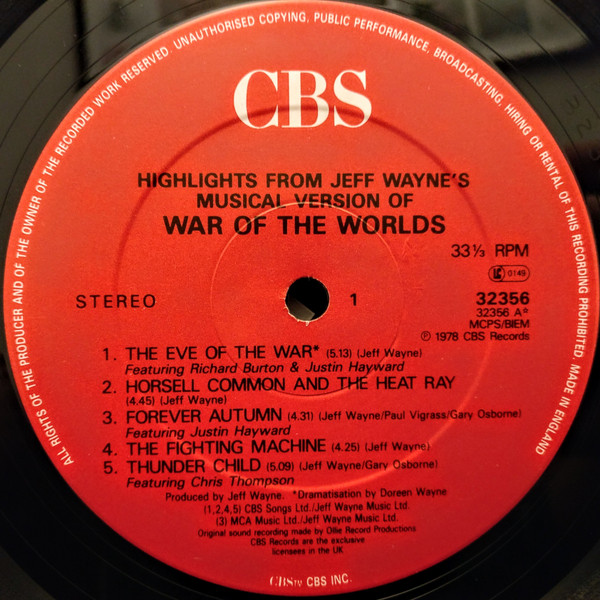 ALL RIGHTS OF THE PRODUCER AND OF THE OWNER OF THE RECORDED WORK RESERVED. UNAUTHORISED COPYING, PUBLIC PERFORMANCE, BROADCASTING, HIRING OR RENTAL OF THIS RECORDING PROHIBITED. MADE IN ENGLAND
CBS
HIGHLIGHTS FROM JEFF WAYNE'S
MUSICAL VERSION OF
WAR OF THE WORLDS
33⅓ RPM
LC 0149
STEREO 1 32356
32356 A*
MCPS/BIEM
℗ 1978 CBS Records
1. THE EVE OF THE WAR* (5.13) (Jeff Wayne)
Featuring Richard Burton & Justin Hayward
2. HORSELL COMMON AND THE HEAT RAY
(4.45) (Jeff Wayne)
3. FOREVER AUTUMN (4.31) (Jeff Wayne/Paul Vigrass/Gary Osborne)
Featuring Justin Hayward
4. THE FIGHTING MACHINE (4.25) (Jeff Wayne)
5. THUNDER CHILD (5.09) (Jeff Wayne/Gary Osborne)
Featuring Chris Thompson
Produced by Jeff Wayne. *Dramatisation by Doreen Wayne
(1,2,4,5) CBS Songs Ltd./Jeff Wayne Music Ltd.
(3) MCA Music Ltd./Jeff Wayne Music Ltd.
Original sound recording made by Ollie Record Productions
CBS Records are the exclusive
licensees in the UK
CBS TM CBS INC.